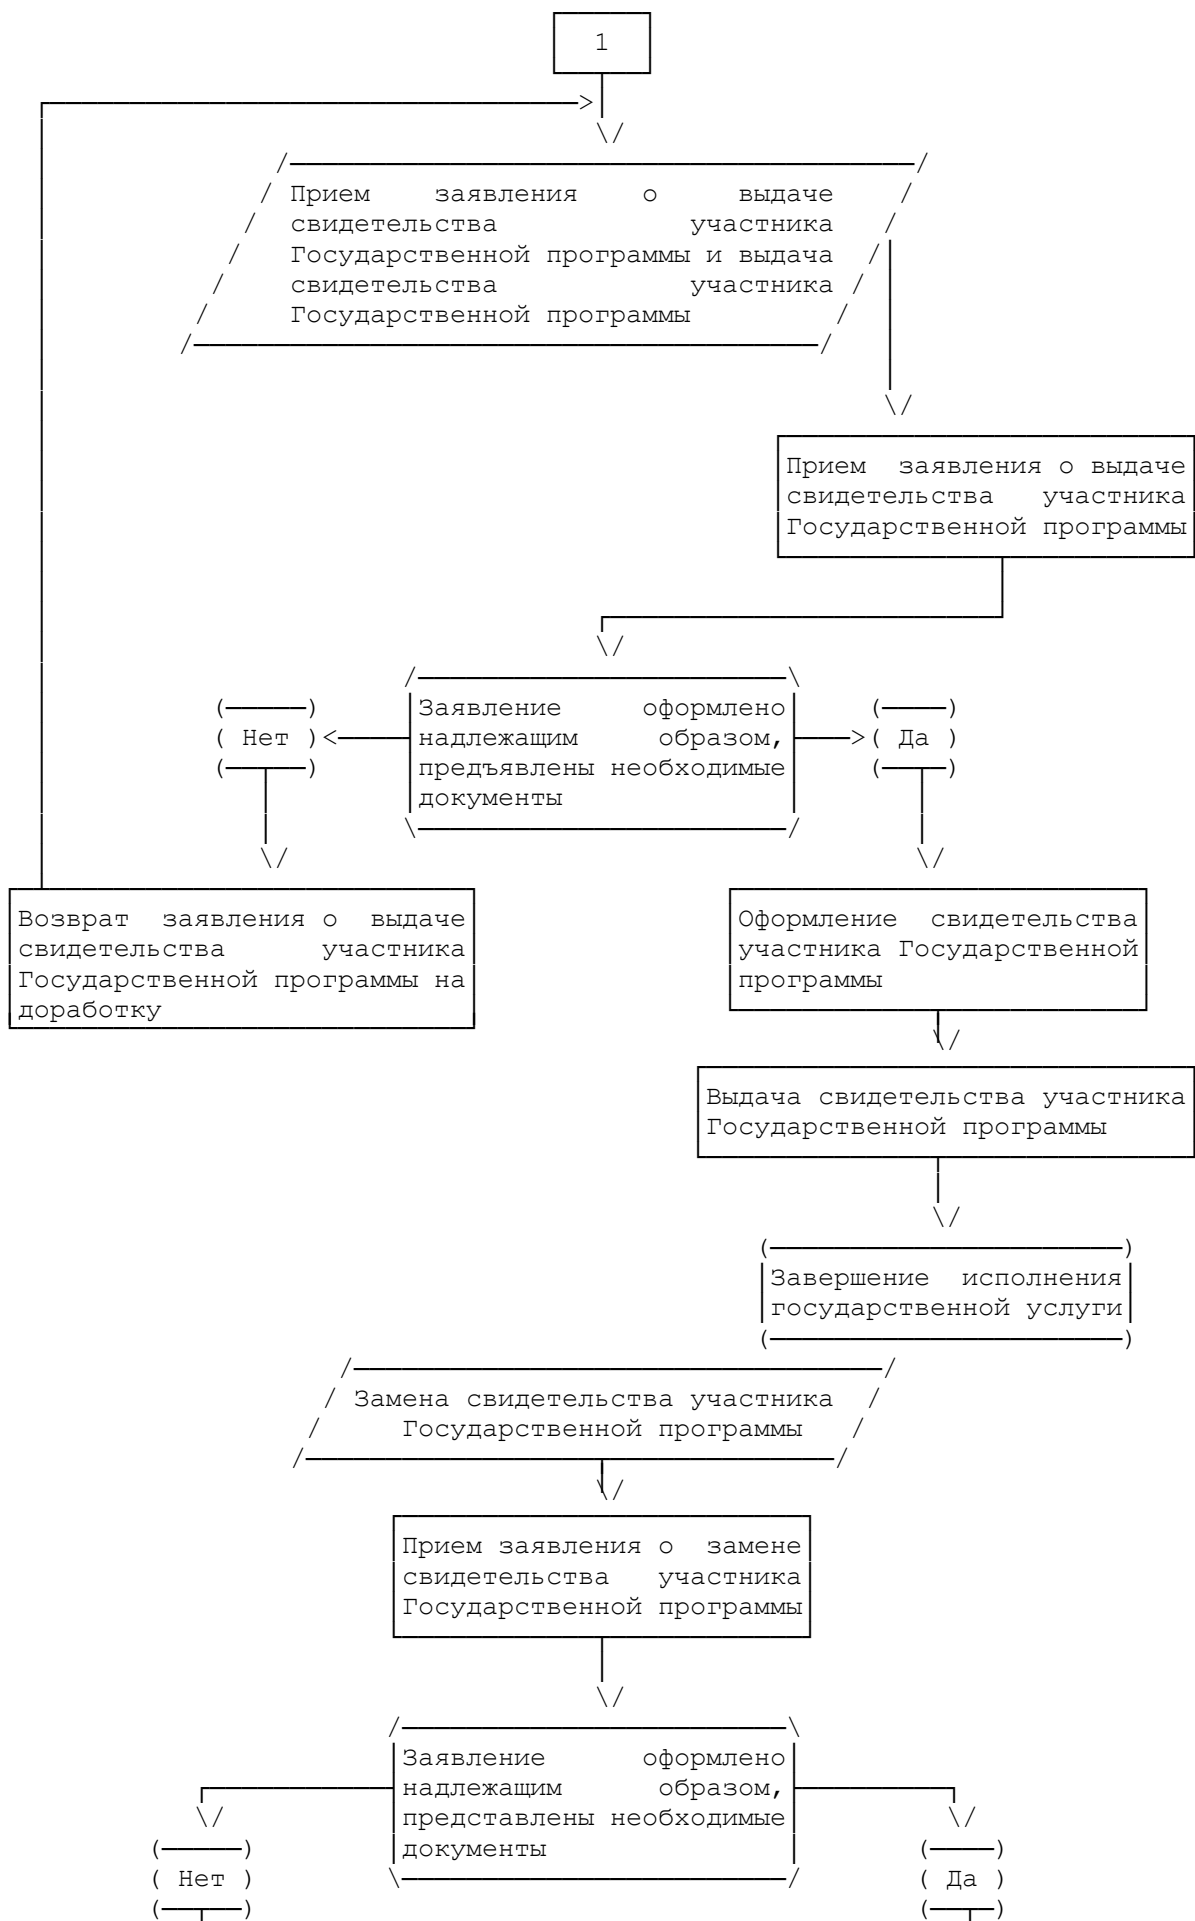 1
Прием заявления о выдаче
свидетельства участника
Государственной программы и выдача
свидетельства участника
Государственной программы
Прием заявления о выдаче
свидетельства участника
Государственной программы
Заявление оформлено
надлежащим образом,
предъявлены необходимые
документы
Нет
Да
Возврат заявления о выдаче
свидетельства участника
Государственной программы на
доработку
Оформление свидетельства
участника Государственной
программы
Выдача свидетельства участника
Государственной программы
Завершение исполнения
государственной услуги
Замена свидетельства участника
Государственной программы
Прием заявления о замене
свидетельства участника
Государственной программы
Заявление оформлено
надлежащим образом,
представлены необходимые
документы
Нет
Да